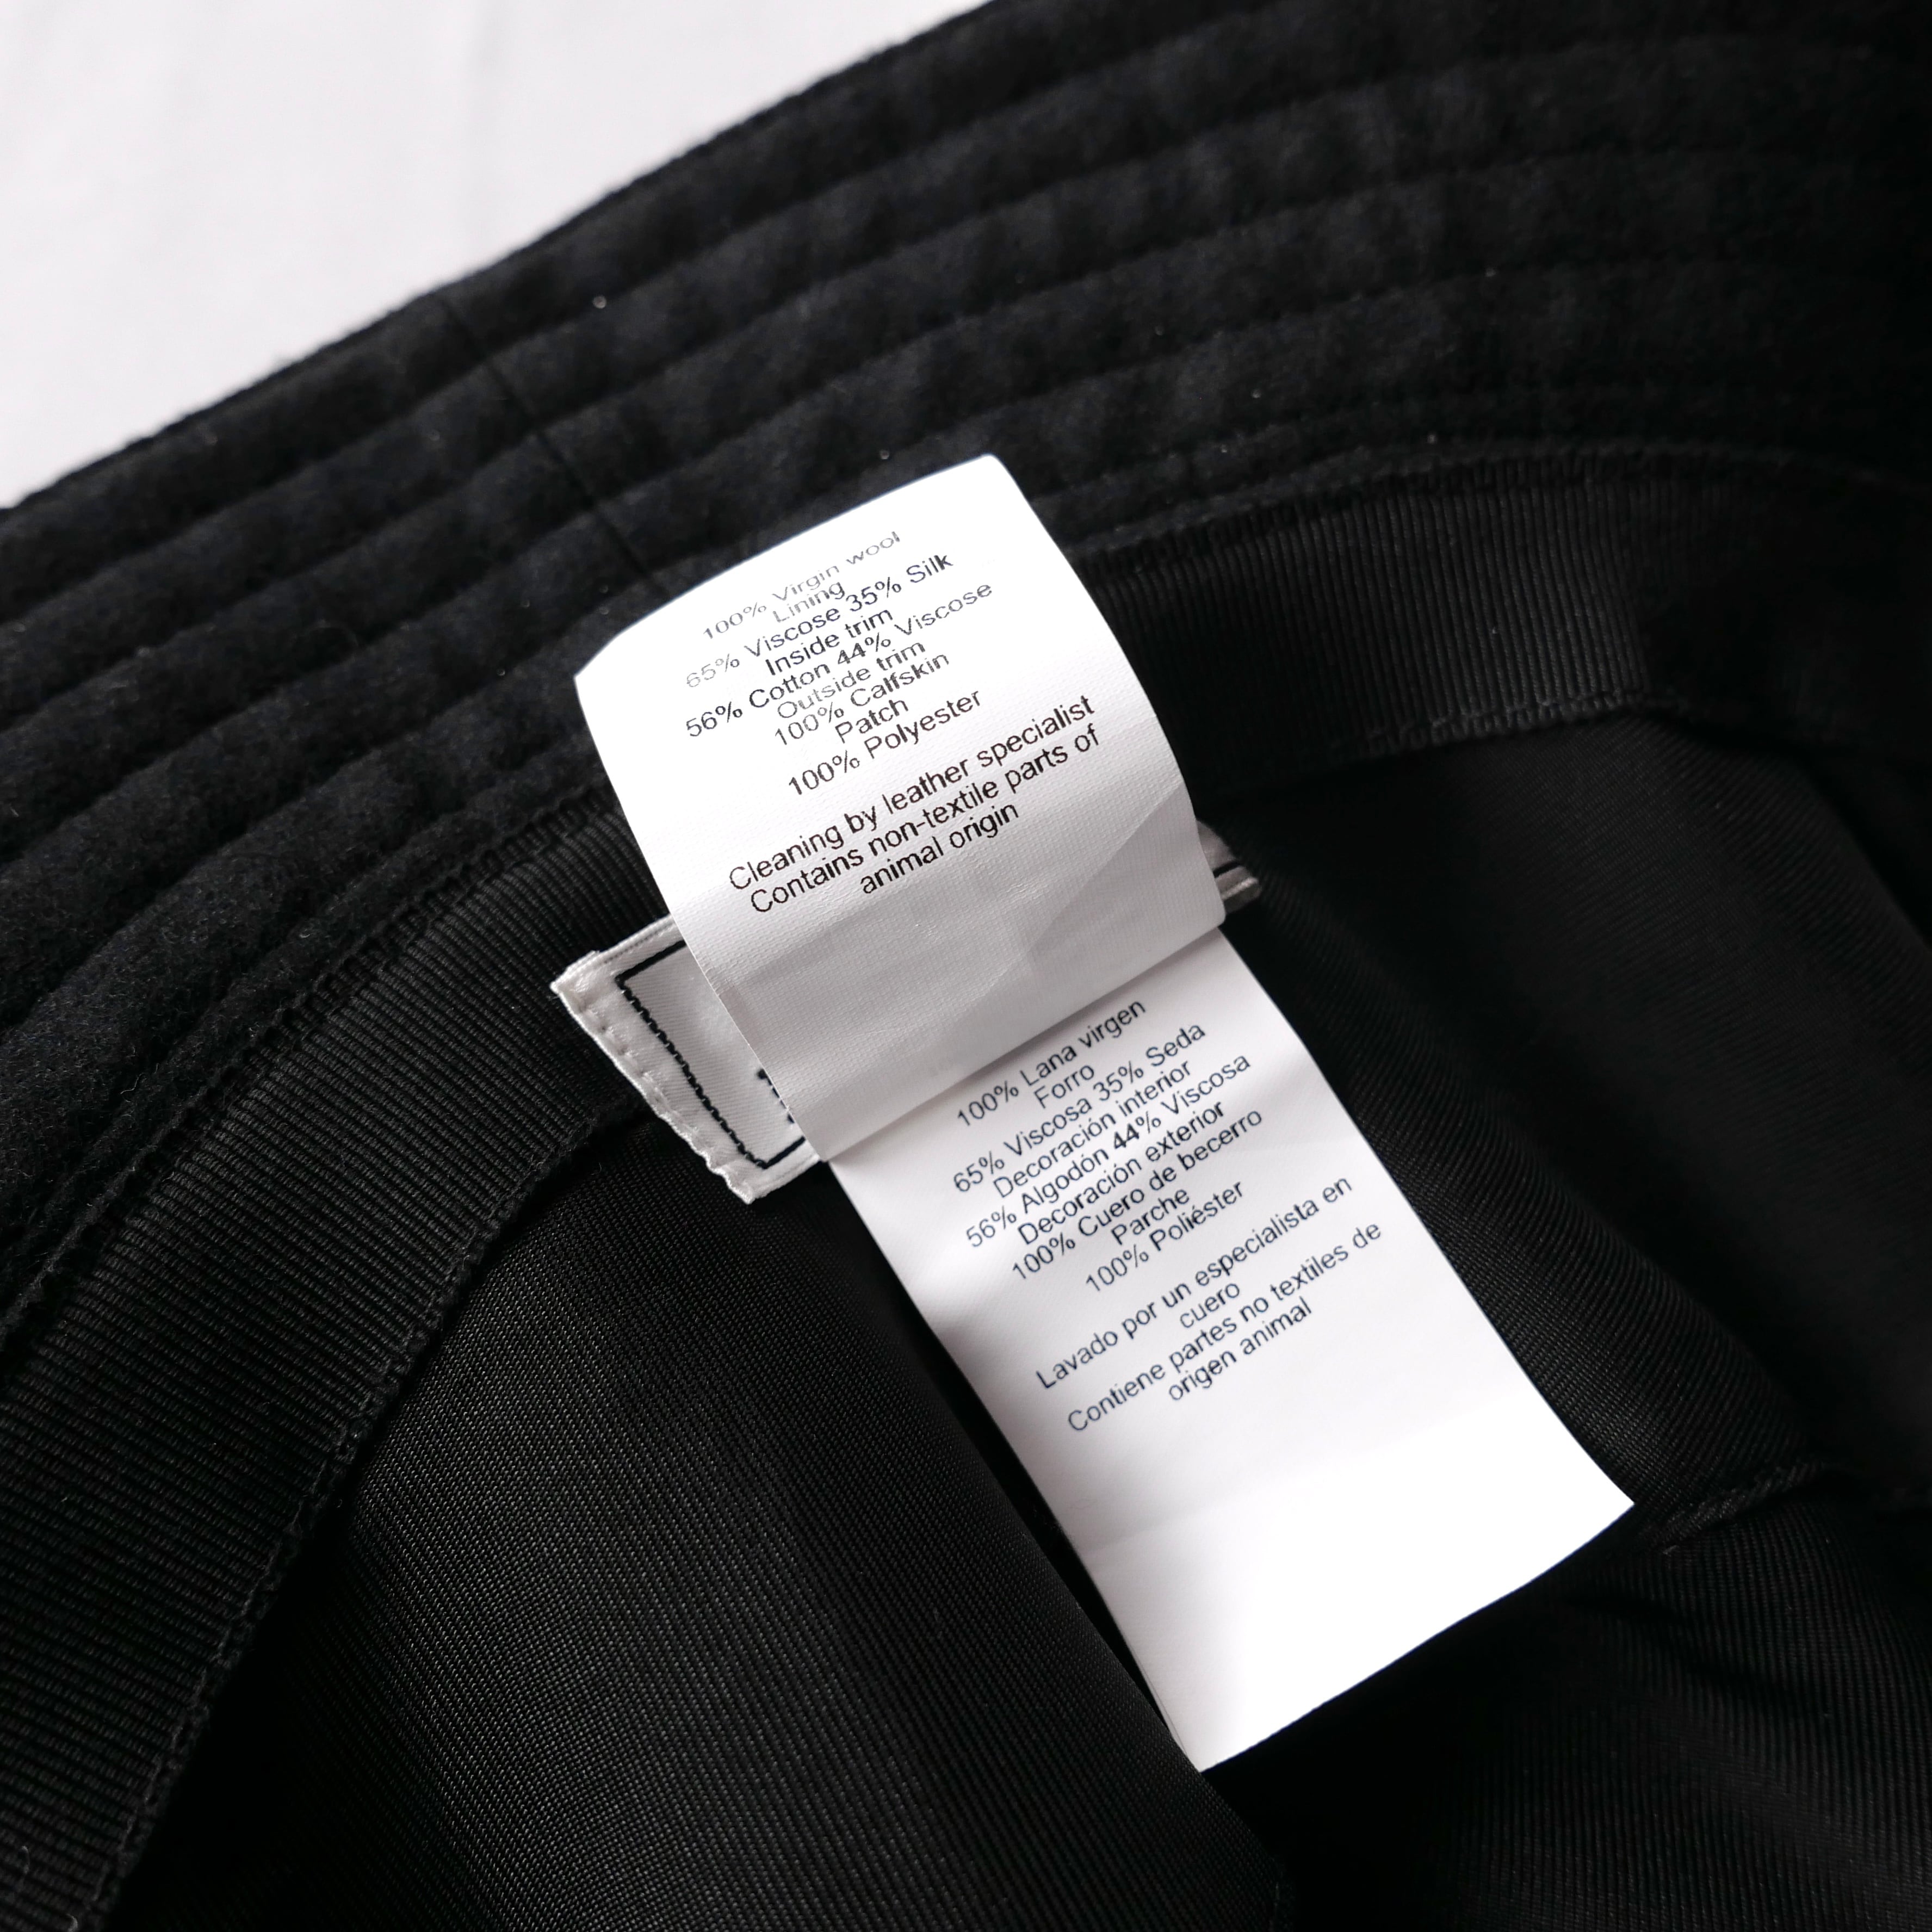 100% Virgin wool
Lining
65% Viscose 35% Silk
Inside trim
56% Cotton 44% Viscose
Outside trim
100% Calfskin
Patch
100% Polyester
Cleaning by leather specialist
Contains non-textile parts of
animal origin
100% Lana virgen
Forro
65% Viscosa 35% Seda
Decoración interior
56% Algodón 44% Viscosa
Decoración exterior
100% Cuero de becerro
Parche
100% Poliéster
Lavado por un especialista en
cuero
Contiene partes no textiles de
origen animal